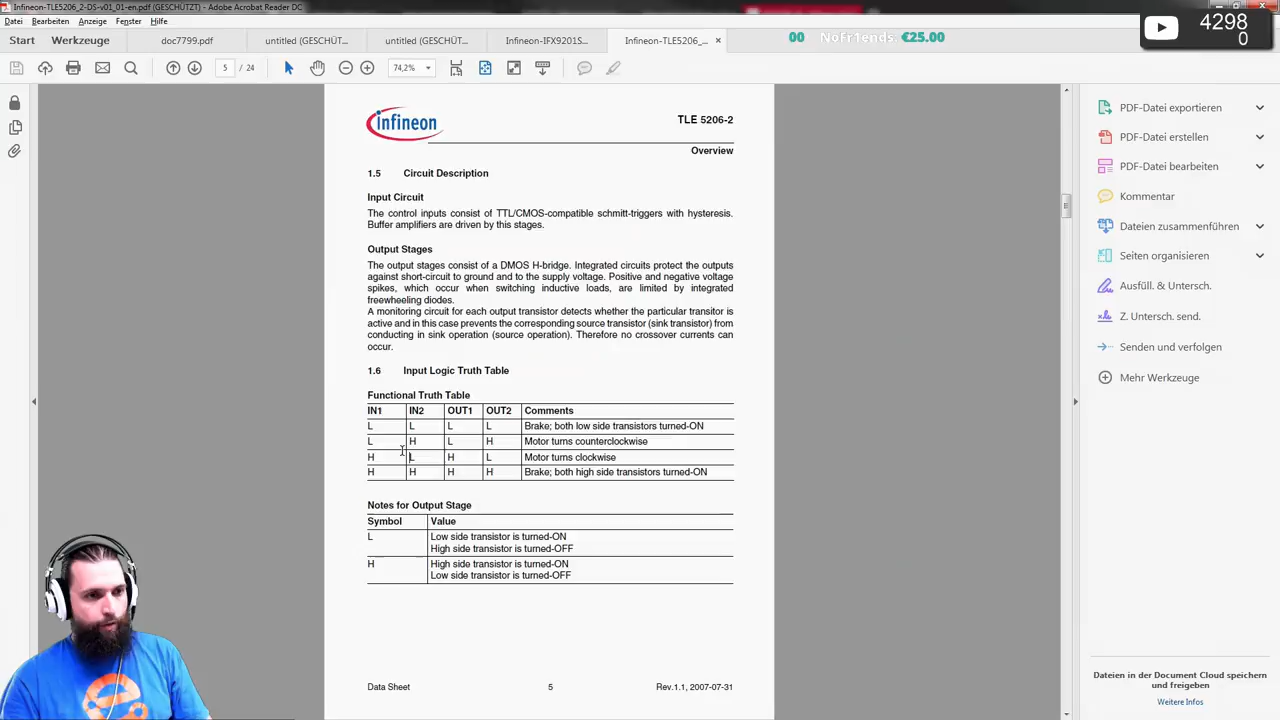 Infineon-TLE5206_2-DS-v01_01-en.pdf (GESCHÜTZT) - Adobe Acrobat Reader DC
Datei Bearbeiten Anzeige Fenster Hilfe
Start Werkzeuge doc7799.pdf untitled (GESCHÜT... untitled (GESCHÜT... Infineon-IFX9201S... Infineon-TLE5206_...
00 NoFr1ends. €25.00
4298
0
5 / 24 74,2%
infineon
TLE 5206-2
Overview
1.5 Circuit Description
Input Circuit
The control inputs consist of TTL/CMOS-compatible schmitt-triggers with hysteresis.
Buffer amplifiers are driven by this stages.
Output Stages
The output stages consist of a DMOS H-bridge. Integrated circuits protect the outputs
against short-circuit to ground and to the supply voltage. Positive and negative voltage
spikes, which occur when switching inductive loads, are limited by integrated
freewheeling diodes.
A monitoring circuit for each output transistor detects whether the particular transitor is
active and in this case prevents the corresponding source transistor (sink transistor) from
conducting in sink operation (source operation). Therefore no crossover currents can
occur.
1.6 Input Logic Truth Table
Functional Truth Table
IN1 IN2 OUT1 OUT2 Comments
L L L L Brake; both low side transistors turned-ON
L H L H Motor turns counterclockwise
H L H L Motor turns clockwise
H H H H Brake; both high side transistors turned-ON
Notes for Output Stage
Symbol Value
L Low side transistor is turned-ON
High side transistor is turned-OFF
H High side transistor is turned-ON
Low side transistor is turned-OFF
Data Sheet 5 Rev.1.1, 2007-07-31
PDF-Datei exportieren
PDF-Datei erstellen
PDF-Datei bearbeiten
Kommentar
Dateien zusammenführen
Seiten organisieren
Ausfüll. & Untersch.
Z. Untersch. send.
Senden und verfolgen
Mehr Werkzeuge
Dateien in der Document Cloud speichern
und freigeben
Weitere Infos